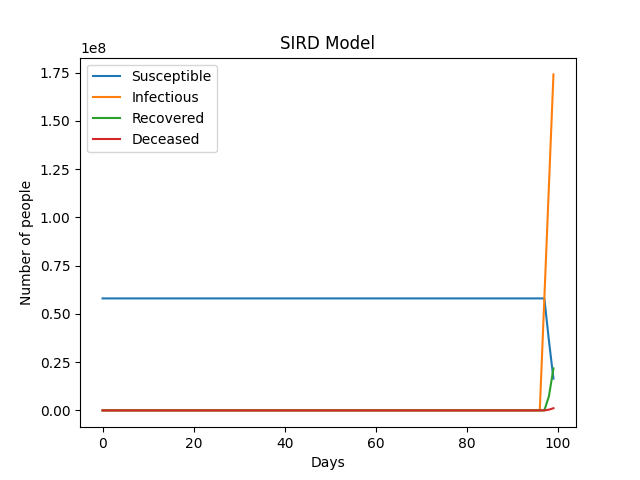 SIRD Model
1e8
1.75
1.50
1.25
1.00
0.75
0.50
0.25
0.00
Number of people
Susceptible
Infectious
Recovered
Deceased
0 20 40 60 80 100
Days